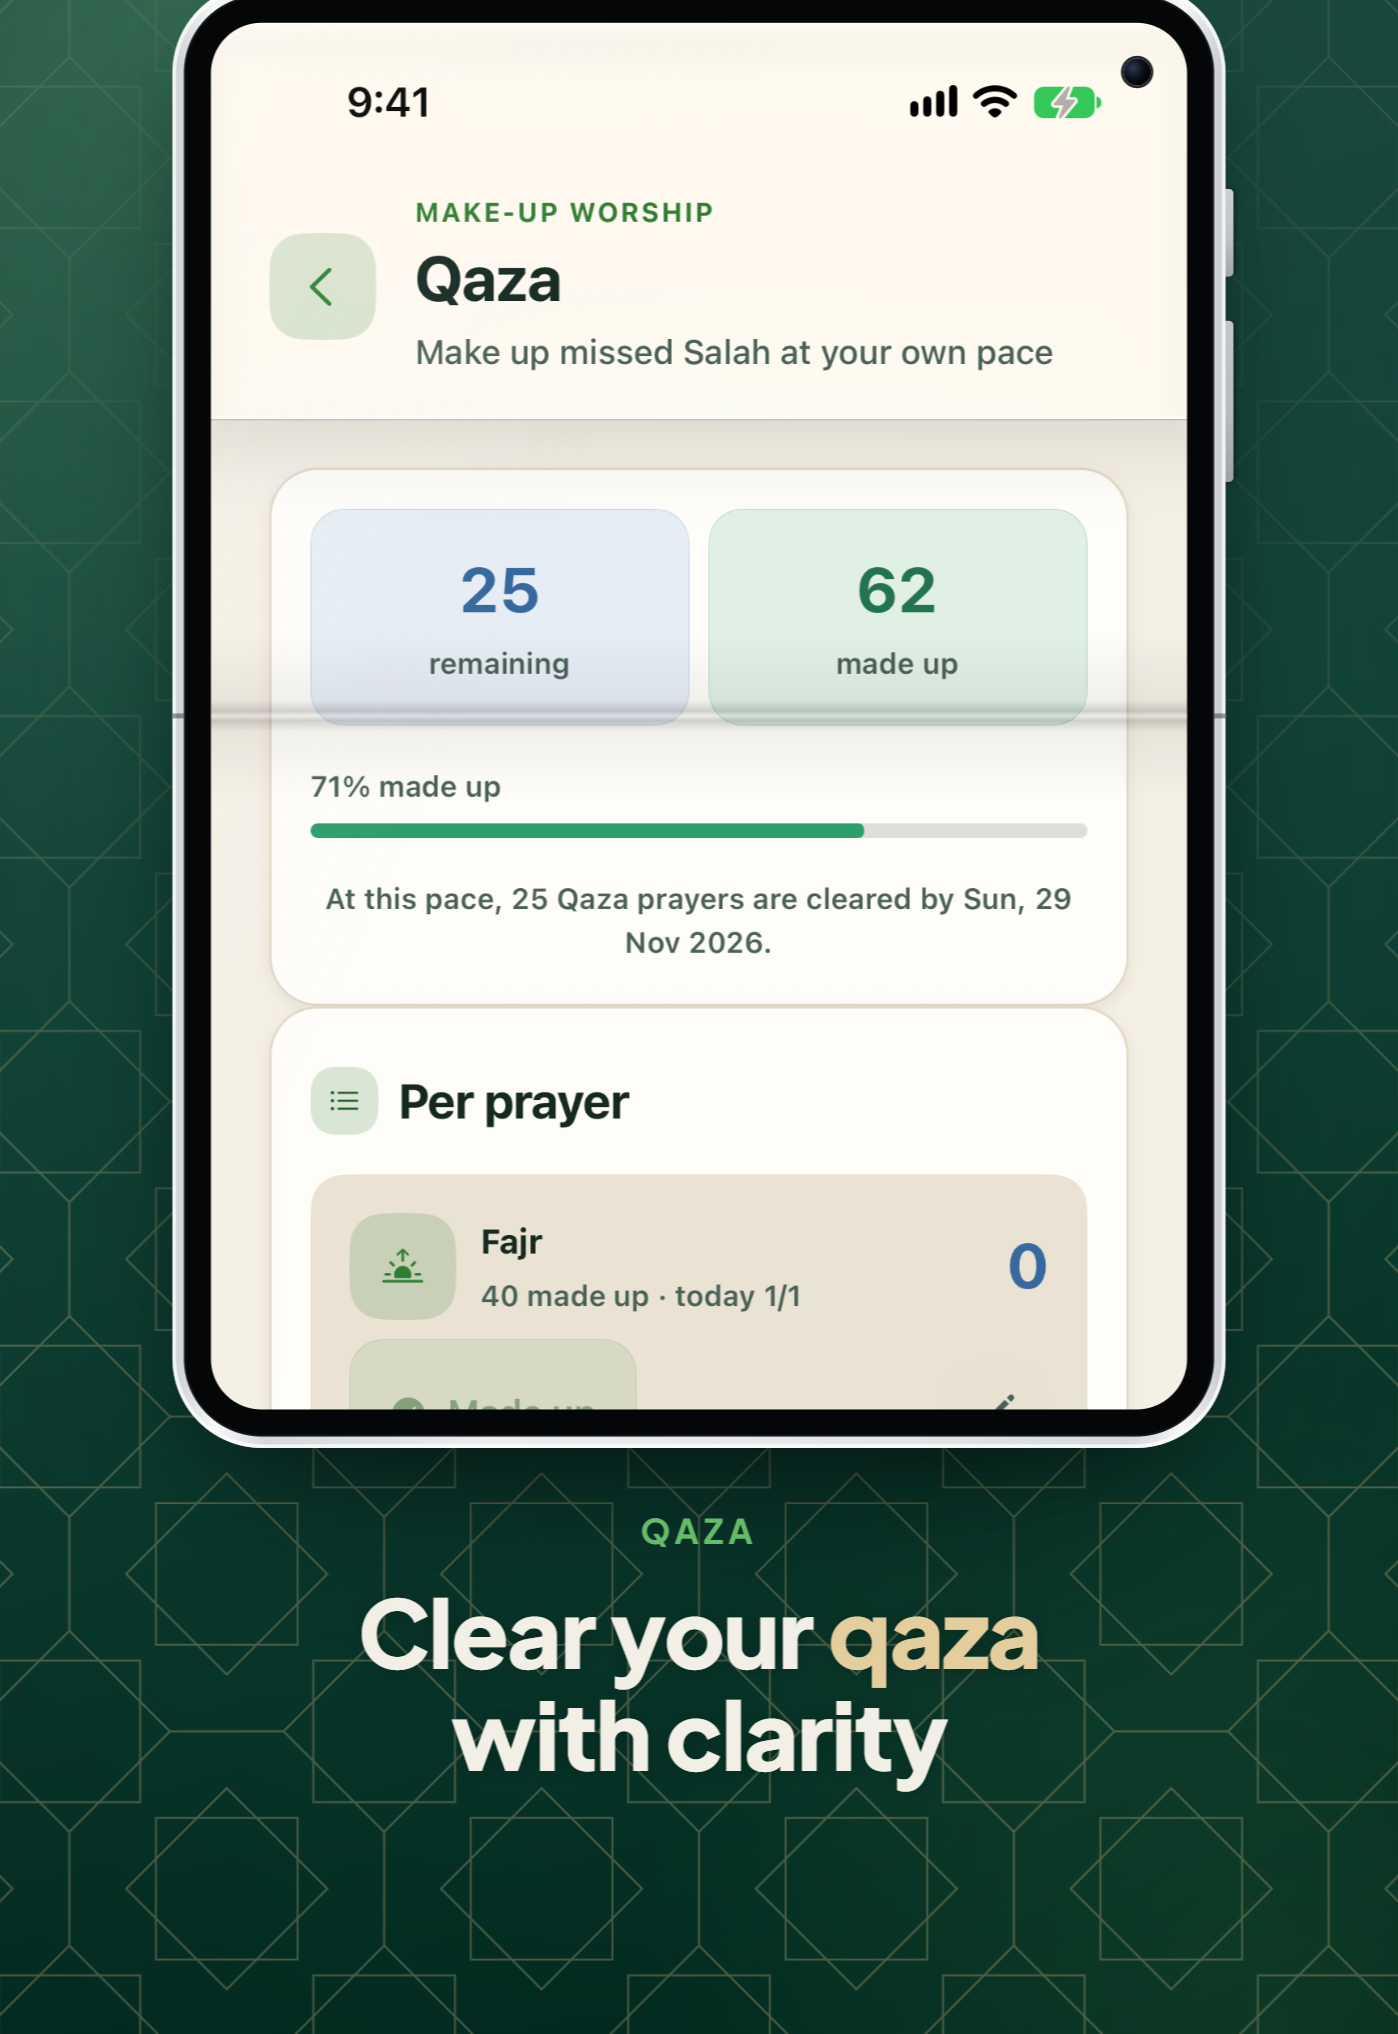 9:41
MAKE-UP WORSHIP
Qaza
Make up missed Salah at your own pace
25
remaining
62
made up
71% made up
At this pace, 25 Qaza prayers are cleared by Sun, 29
Nov 2026.
Per prayer
Fajr
0
40 made up · today 1/1
Made up
QAZA
Clear your qaza
with clarity